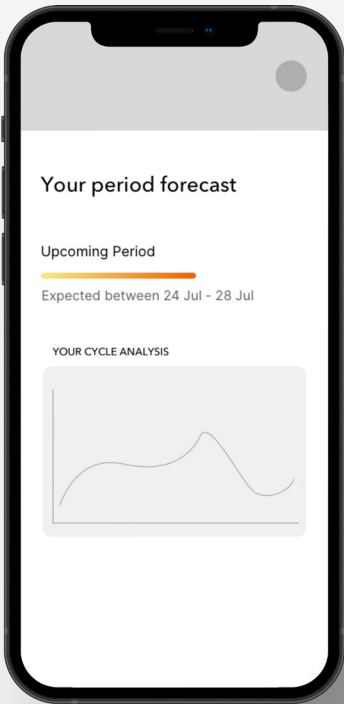 Your period forecast
Upcoming Period
Expected between 24 Jul - 28 Jul
YOUR CYCLE ANALYSIS